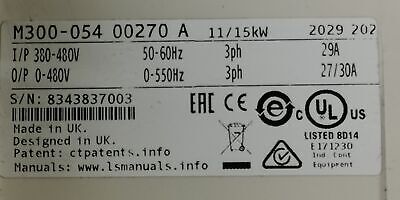 M300-054 00270 A 11/15kW 2029 202
I/P 380-480V 50-60Hz 3ph 29A
O/P 0-480V 0-550Hz 3ph 27/30A
S/N: 8343837003
EAC CE c UL US
LISTED 8D14
E171230
Ind Cont
Equipment
Made in UK.
Designed in UK.
Patent: ctpatents.info
Manuals: www.lsmanuals.info